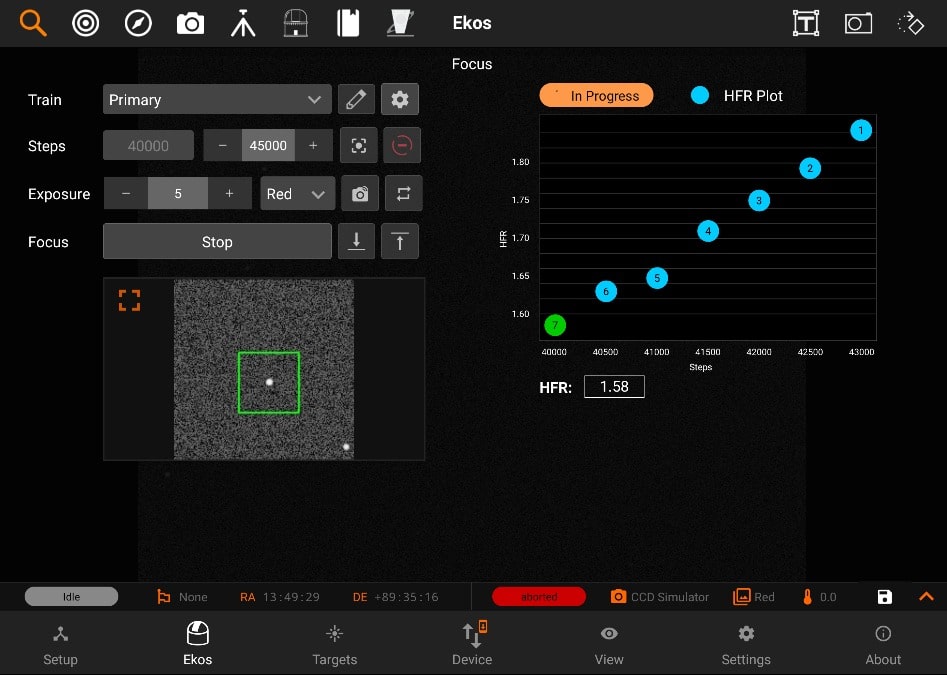 Ekos
Focus
Train
Primary
Steps
40000
− 45000 +
Exposure
− 5 +
Red
Focus
Stop
In Progress
HFR Plot
HFR
1.80
1.75
1.70
1.65
1.60
1
2
3
4
5
6
7
40000 40500 41000 41500 42000 42500 43000
Steps
HFR: 1.58
Idle
None
RA 13:49:29
DE +89:35:16
aborted
CCD Simulator
Red
0.0
Setup
Ekos
Targets
Device
View
Settings
About